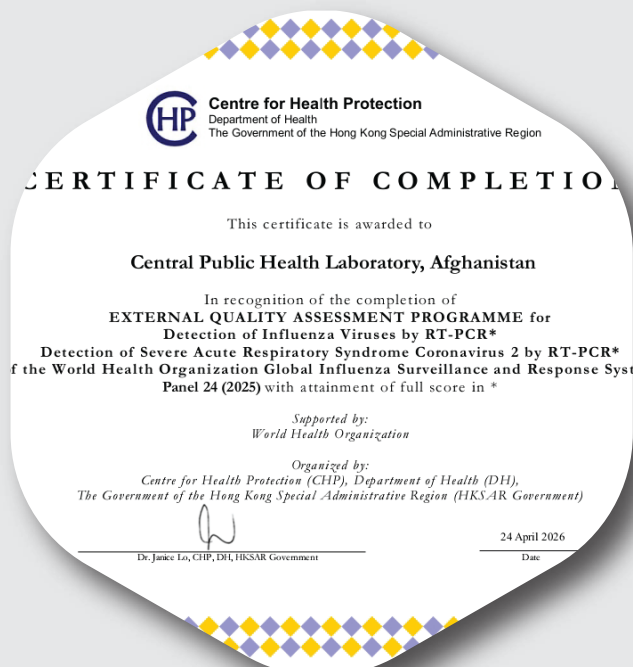 CHP
Centre for Health Protection
Department of Health
The Government of the Hong Kong Special Administrative Region
CERTIFICATE OF COMPLETION
This certificate is awarded to
Central Public Health Laboratory, Afghanistan
In recognition of the completion of
EXTERNAL QUALITY ASSESSMENT PROGRAMME for
Detection of Influenza Viruses by RT-PCR*
Detection of Severe Acute Respiratory Syndrome Coronavirus 2 by RT-PCR*
f the World Health Organization Global Influenza Surveillance and Response Syst
Panel 24 (2025) with attainment of full score in *
Supported by:
World Health Organization
Organized by:
Centre for Health Protection (CHP), Department of Health (DH),
The Government of the Hong Kong Special Administrative Region (HKSAR Government)
24 April 2026
Dr. Janice Lo, CHP, DH, HKSAR Government
Date